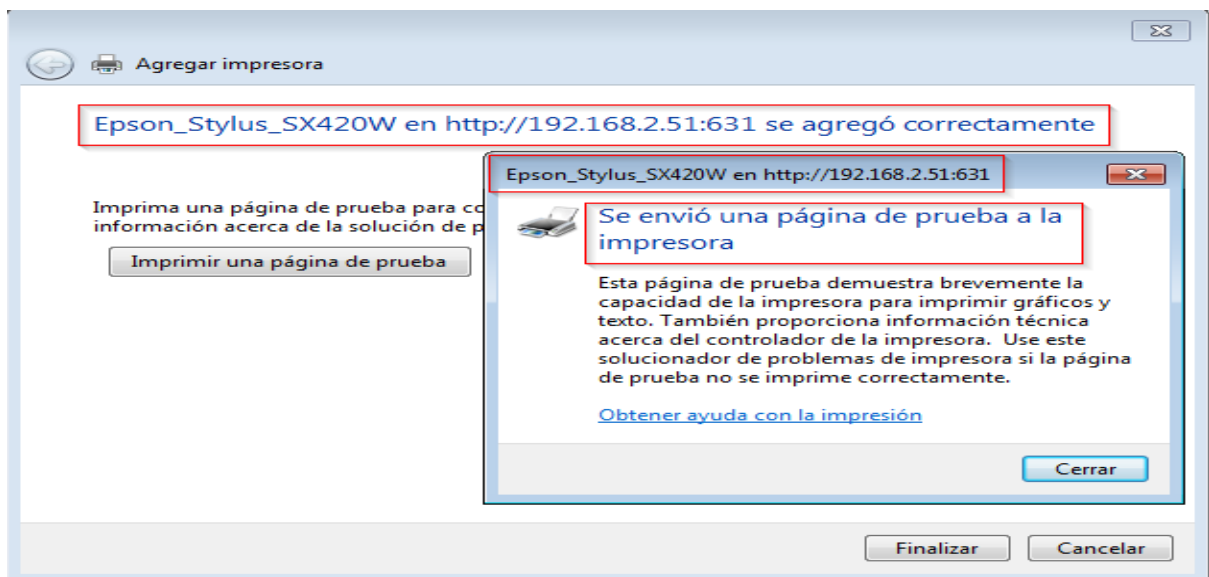 Agregar impresora
Epson_Stylus_SX420W en http://192.168.2.51:631 se agregó correctamente
Imprima una página de prueba para
información acerca de la solución de
Imprimir una página de prueba
Epson_Stylus_SX420W en http://192.168.2.51:631
Se envió una página de prueba a la
impresora
Esta página de prueba demuestra brevemente la
capacidad de la impresora para imprimir gráficos y
texto. También proporciona información técnica
acerca del controlador de la impresora. Use este
solucionador de problemas de impresora si la página
de prueba no se imprime correctamente.
Obtener ayuda con la impresión
Cerrar
Finalizar
Cancelar